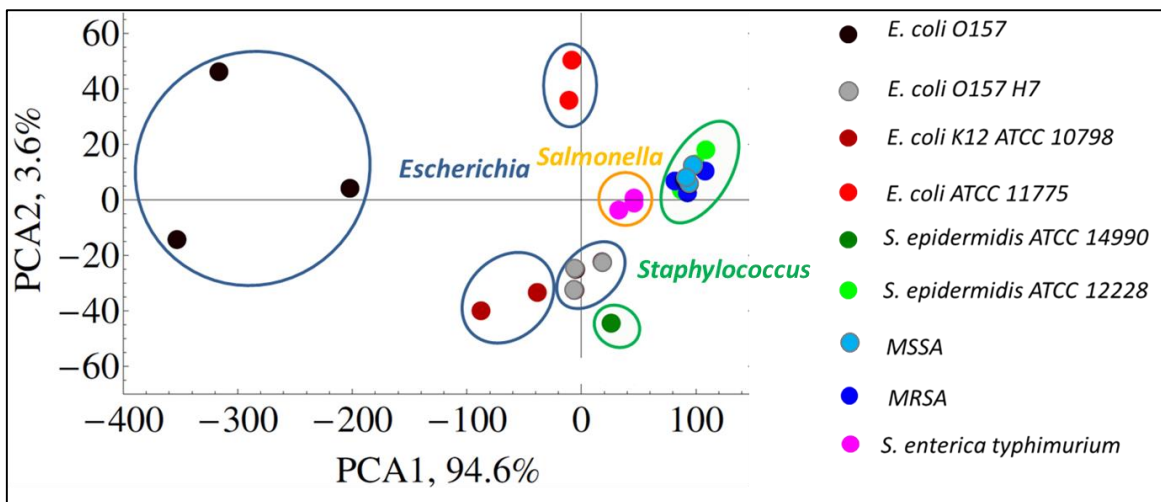 60
40
20
0
−20
−40
−60
PCA2, 3.6%
−400
−300
−200
−100
0
100
PCA1, 94.6%
Escherichia
Salmonella
Staphylococcus
E. coli O157
E. coli O157 H7
E. coli K12 ATCC 10798
E. coli ATCC 11775
S. epidermidis ATCC 14990
S. epidermidis ATCC 12228
MSSA
MRSA
S. enterica typhimurium